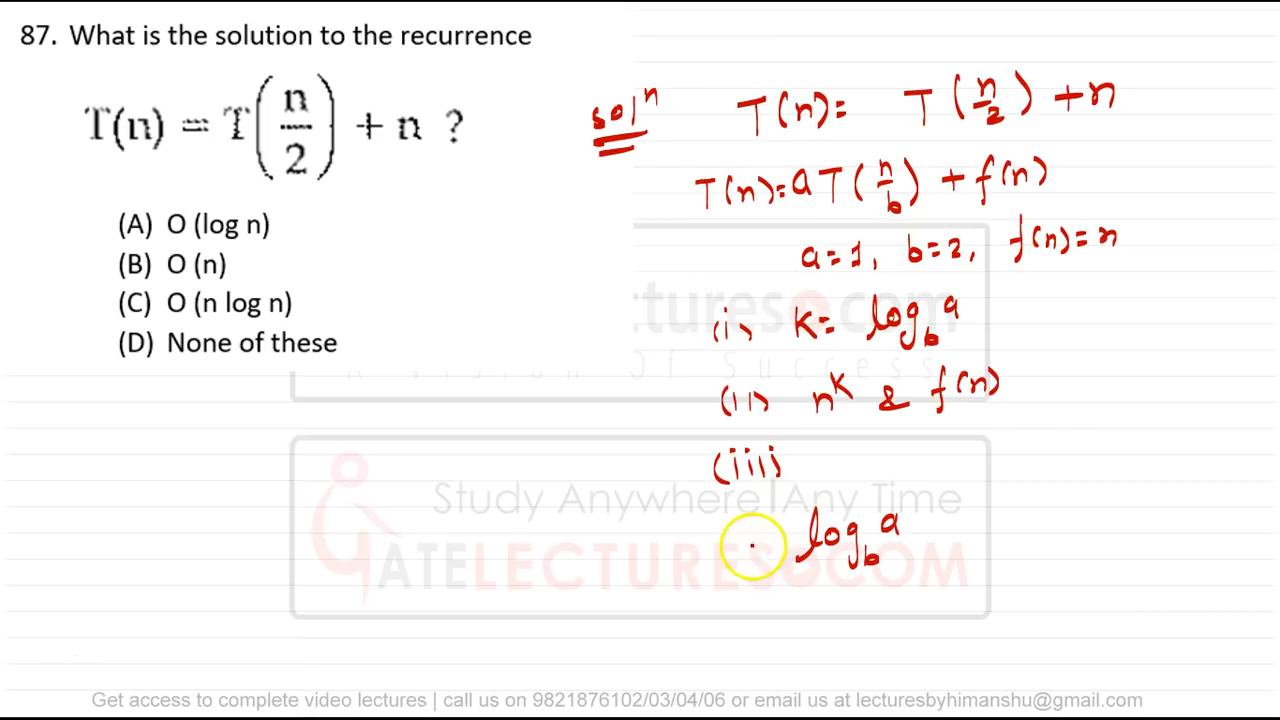 87. What is the solution to the recurrence
T(n) = T(n/2) + n ?
(A) O (log n)
(B) O (n)
(C) O (n log n)
(D) None of these
solⁿ T(n)= T(n/2) + n
T(n)= a T(n/b) + f(n)
a=1, b=2, f(n)=n
(i) K= log_b a
(ii) n^K & f(n)
(iii)
log_b a
Of Success
Study Anywhere|Any Time
GATELECTURES.COM
Get access to complete video lectures | call us on 9821876102/03/04/06 or email us at lecturesbyhimanshu@gmail.com